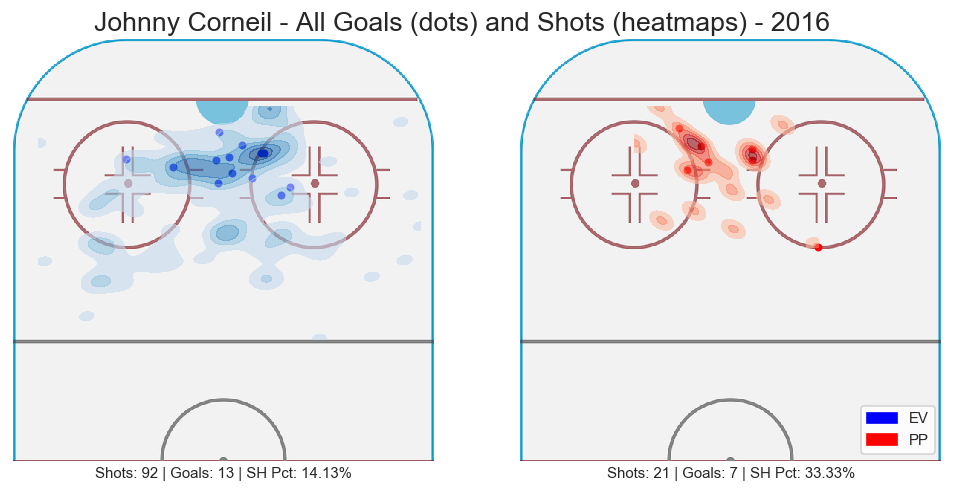 Johnny Corneil - All Goals (dots) and Shots (heatmaps) - 2016
EV
PP
Shots: 92 | Goals: 13 | SH Pct: 14.13%
Shots: 21 | Goals: 7 | SH Pct: 33.33%